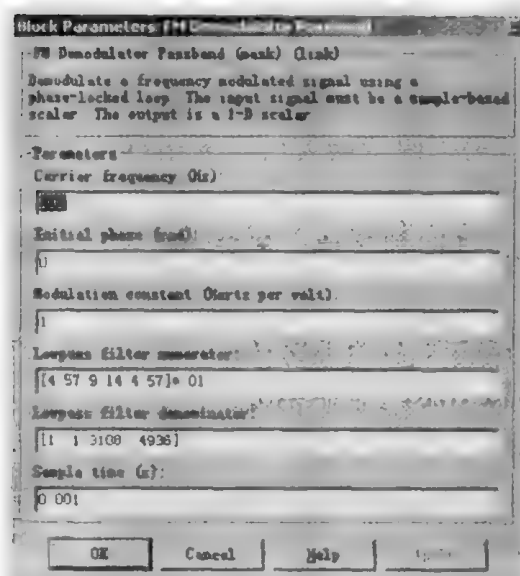 Block Parameters: FM Demodulator Passband
FM Demodulator Passband (mask) (link)
Demodulate a frequency modulated signal using a
phase-locked loop The input signal must be a sample-based
scalar The output is a 1-D scalar
Parameters
Carrier frequency (Hz):
Initial phase (rad):
0
Modulation constant (Hertz per volt).
1
Lowpass filter numerator:
[4 57 9 14 4 57]* 01
Lowpass filter denominator:
[1 1 3108 4936]
Sample time (s):
0 001
OK
Cancel
Help